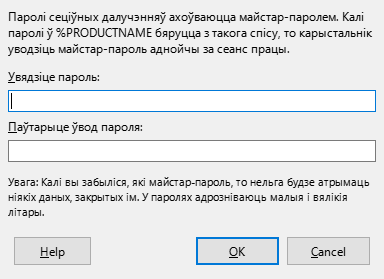 Паролі сеціўных далучэнняў ахоўваюцца майстар-паролем. Калі
паролі ў %PRODUCTNAME бяруцца з такога спісу, то карыстальнік
уводзіць майстар-пароль аднойчы за сеанс працы.
Увядзіце пароль:
Паўтарыце ўвод пароля:
Увага: Калі вы забыліся, які майстар-пароль, то нельга будзе атрымаць
ніякіх даных, закрытых ім. У паролях адрозніваюць малыя і вялікія
літары.
Help
OK
Cancel